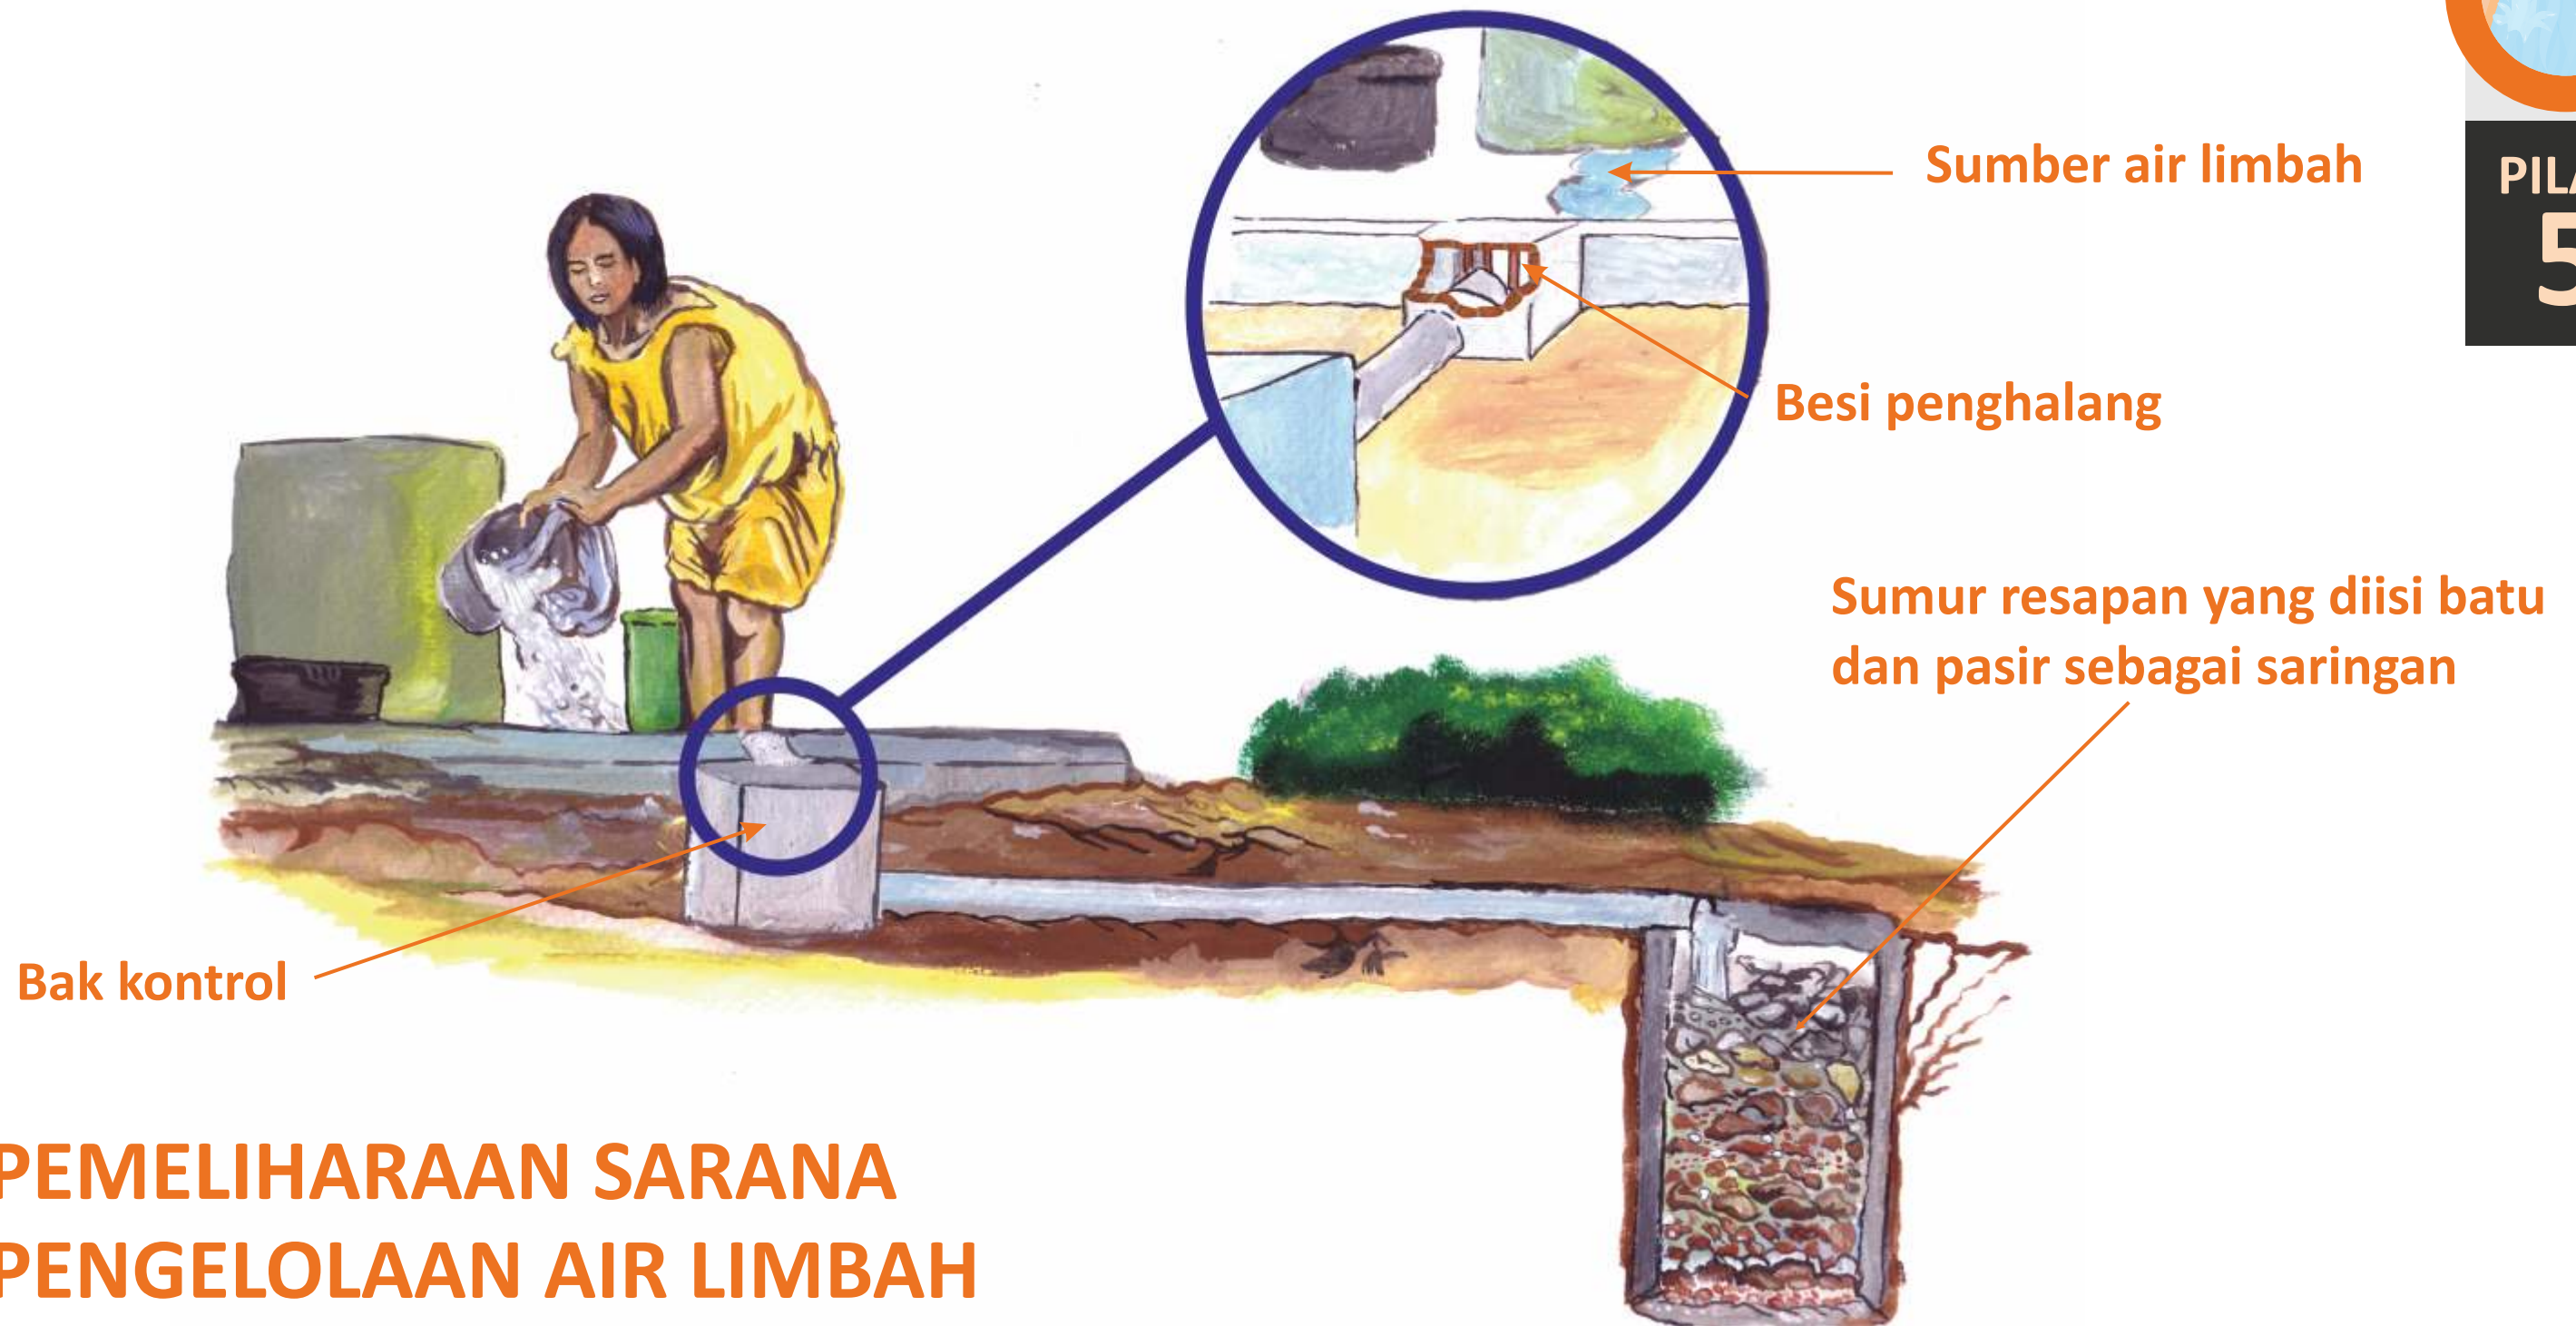 Sumber air limbah
5
Besi penghalang
Sumur resapan yang diisi batu
dan pasir sebagai saringan
Bak kontrol
PEMELIHARAAN SARANA
PENGELOLAAN AIR LIMBAH